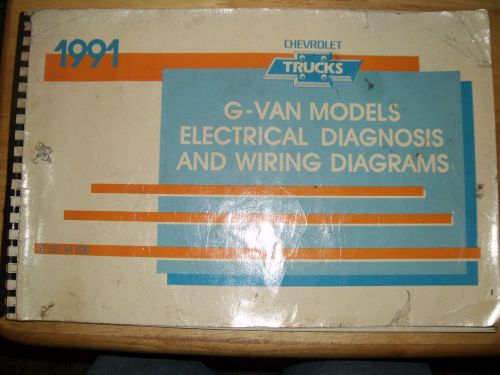 1991
CHEVROLET
TRUCKS
G-VAN MODELS
ELECTRICAL DIAGNOSIS
AND WIRING DIAGRAMS